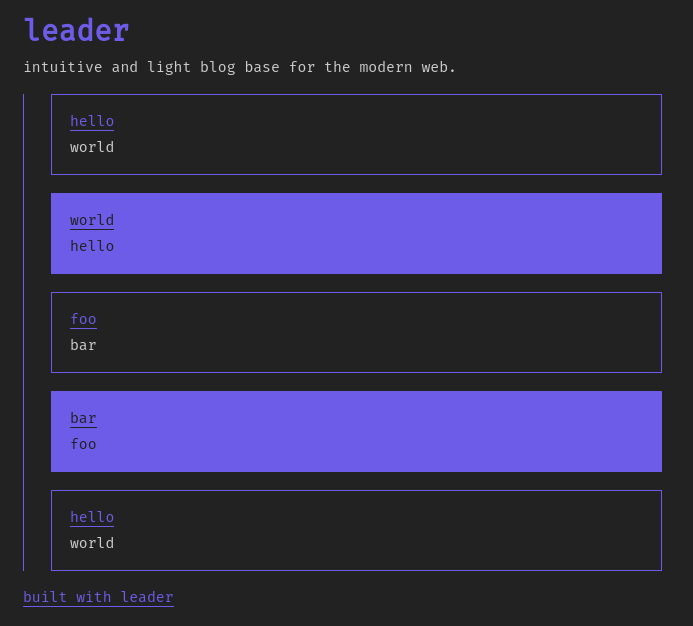 leader
intuitive and light blog base for the modern web.
hello
world
world
hello
foo
bar
bar
foo
hello
world
built with leader